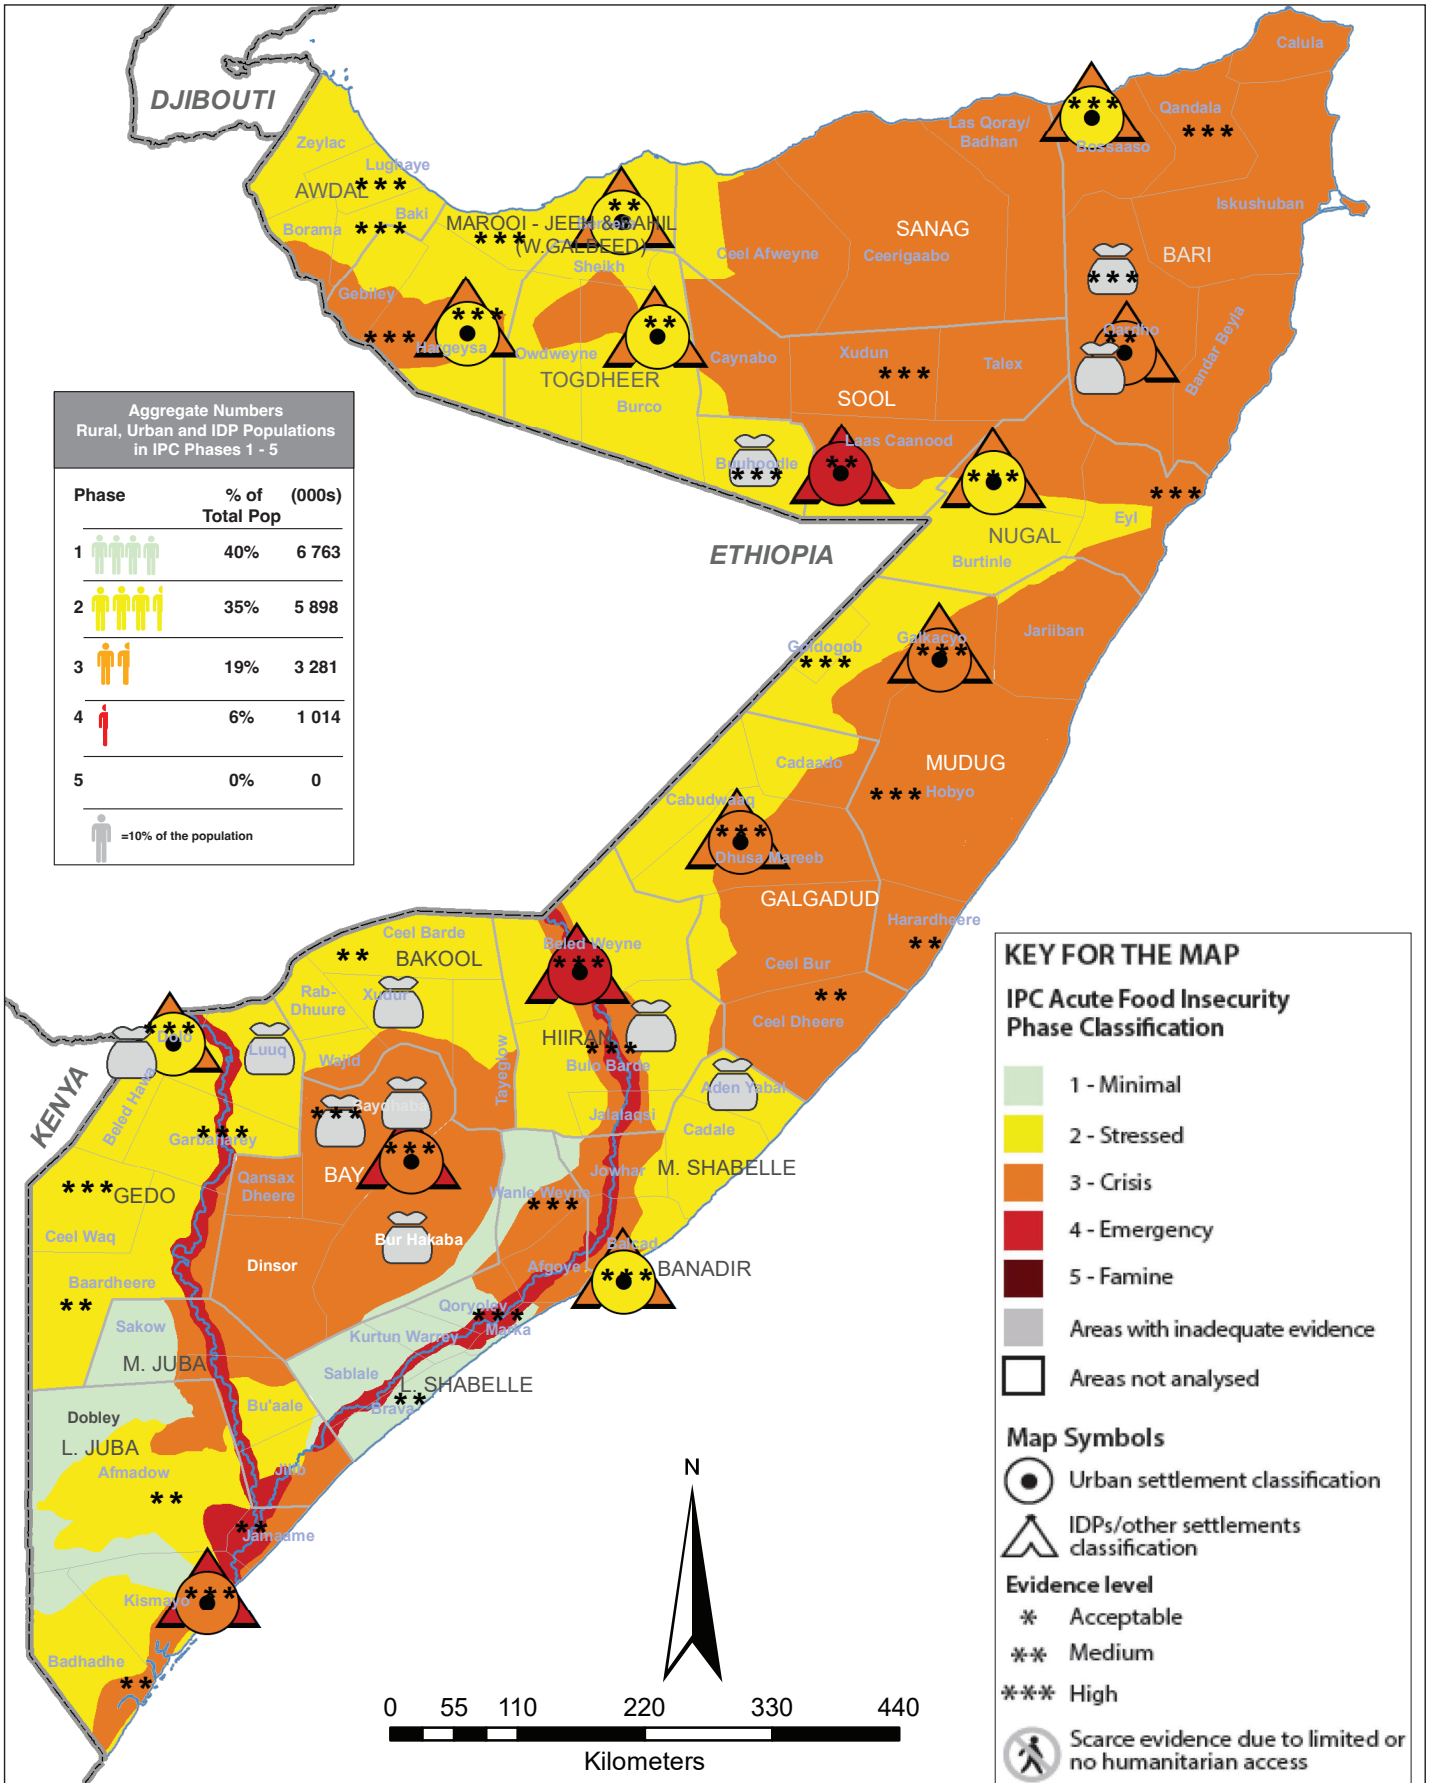 DJIBOUTI
Calula
Qandala
***
***
Bossaaso
Las Qoray/
Badhan
Iskushuban
Zeylac
Lughaye
AWDAL
***
Baki
Borama
***
MAROOI - JEEH & SAHIL
(W.GALBEED)
**
***
Sheikh
SANAG
Ceel Afweyne
Ceerigaabo
BARI
***
Gebiley
***
***
Hargeysa
**
Owdweyne
TOGDHEER
Burco
Caynabo
Xudun
***
Talex
SOOL
Qardho
**
Bandar Beyla
Laas Caanood
**
Buuhoodle
***
***
***
Eyl
NUGAL
Burtinle
ETHIOPIA
Aggregate Numbers
Rural, Urban and IDP Populations
in IPC Phases 1 - 5
Phase % of (000s)
Total Pop
1 40% 6 763
2 35% 5 898
3 19% 3 281
4 6% 1 014
5 0% 0
=10% of the population
Goldogob
***
Galkacyo
***
Jariiban
MUDUG
*** Hobyo
Cadaado
Cabudwaaq
***
Dhusa Mareeb
GALGADUD
Harardheere
**
Ceel Bur
**
Ceel Dheere
Ceel Barde
**
BAKOOL
Rab-
Dhuure
Xudur
Wajid
Tayeglow
Beled Weyne
***
HIIRAN
***
Bulo Barde
Jalalaqsi
Aden Yabal
Cadale
M. SHABELLE
Jowhar
***
Dolo
Luuq
KENYA
Beled Hawa
Garbaharey
***
***
GEDO
Ceel Waq
Baardheere
**
Baydhaba
***
***
BAY
Qansax
Dheere
Bur Hakaba
Dinsor
Wanle Weyne
***
Afgoye
Balcad
***
BANADIR
Qoryoley
***
Marka
Kurtun Warrey
Sablale
L. SHABELLE
**
Brava
Sakow
M. JUBA
Bu'aale
Dobley
L. JUBA
Afmadow
**
Jilib
**
Jamaame
***
Kismayo
Badhadhe
**
N
0 55 110 220 330 440
Kilometers
KEY FOR THE MAP
IPC Acute Food Insecurity
Phase Classification
1 - Minimal
2 - Stressed
3 - Crisis
4 - Emergency
5 - Famine
Areas with inadequate evidence
Areas not analysed
Map Symbols
Urban settlement classification
IDPs/other settlements
classification
Evidence level
* Acceptable
** Medium
*** High
Scarce evidence due to limited or
no humanitarian access